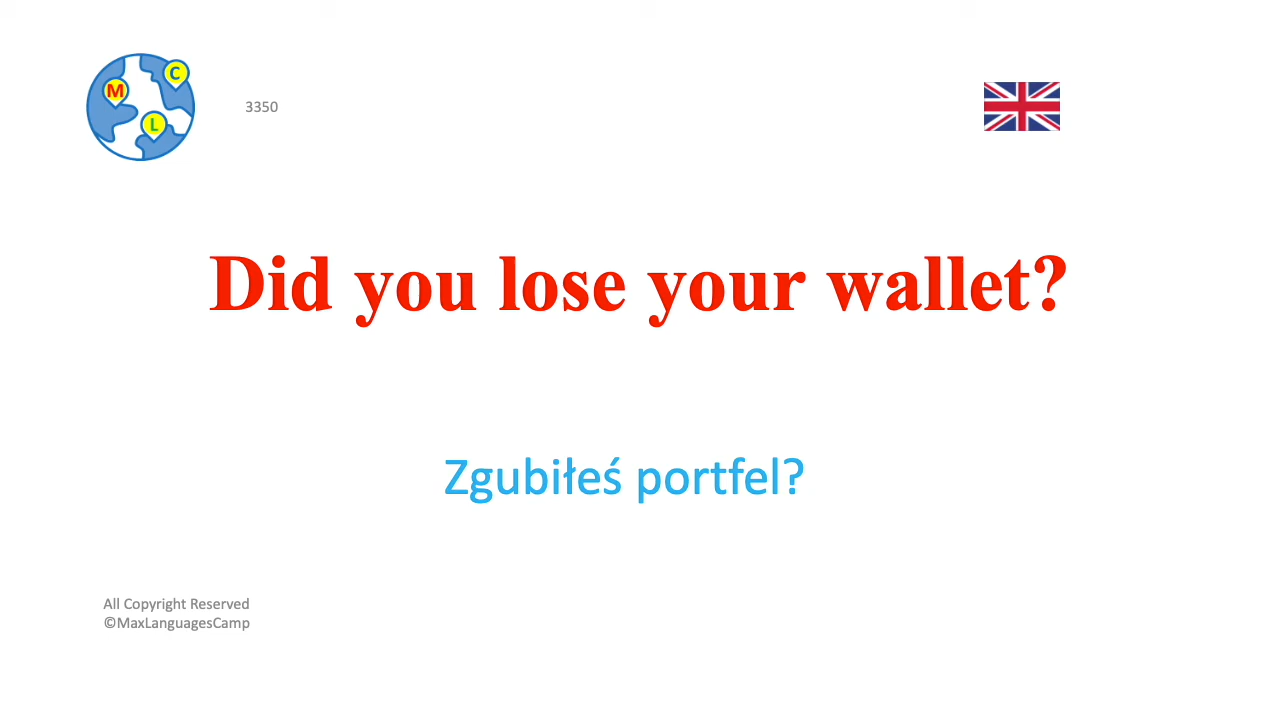 M
C
L
3350
Did you lose your wallet?
Zgubiłeś portfel?
All Copyright Reserved
©MaxLanguagesCamp